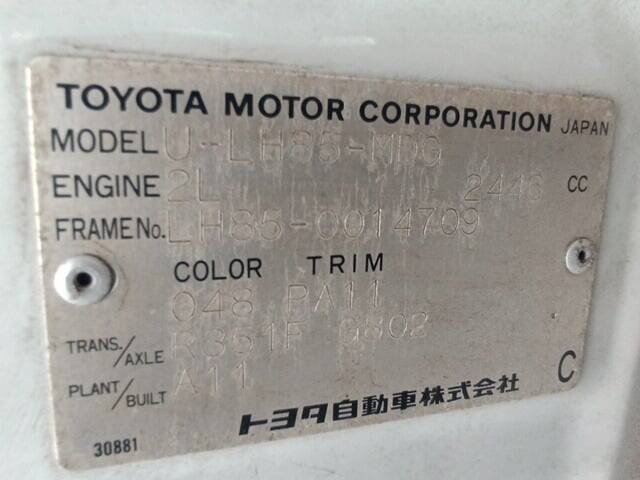 TOYOTA MOTOR CORPORATION JAPAN
MODEL U-LH85-MDG
ENGINE 2L 2446 CC
FRAME No. LH85-0014709
COLOR TRIM
048 PA11
TRANS./AXLE R351F G302
PLANT/BUILT A11
C
トヨタ自動車株式会社
30881